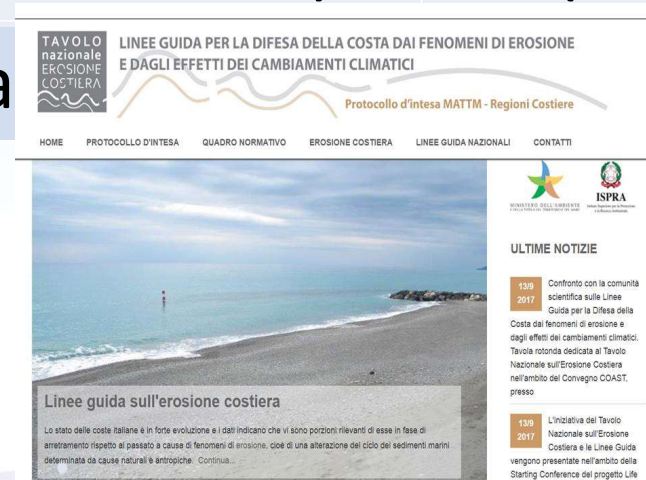 a
TAVOLO
nazionale
EROSIONE
COSTIERA
LINEE GUIDA PER LA DIFESA DELLA COSTA DAI FENOMENI DI EROSIONE
E DAGLI EFFETTI DEI CAMBIAMENTI CLIMATICI
Protocollo d'intesa MATTM - Regioni Costiere
HOME PROTOCOLLO D'INTESA QUADRO NORMATIVO EROSIONE COSTIERA LINEE GUIDA NAZIONALI CONTATTI
MINISTERO DELL'AMBIENTE
ISPRA
ULTIME NOTIZIE
13/9
2017
Confronto con la comunità
scientifica sulle Linee
Guida per la Difesa della
Costa dai fenomeni di erosione e
dagli effetti dei cambiamenti climatici.
Tavola rotonda dedicata al Tavolo
Nazionale sull'Erosione Costiera
nell'ambito del Convegno COAST,
presso
13/9
2017
L'iniziativa del Tavolo
Nazionale sull'Erosione
Costiera e le Linee Guida
vengono presentate nell'ambito della
Starting Conference del progetto Life
Linee guida sull'erosione costiera
Lo stato delle coste italiane è in forte evoluzione e i dati indicano che vi sono porzioni rilevanti di esse in fase di
arretramento rispetto al passato a causa di fenomeni di erosione, cioè di una alterazione del ciclo dei sedimenti marini
determinata da cause naturali e antropiche. Continua...